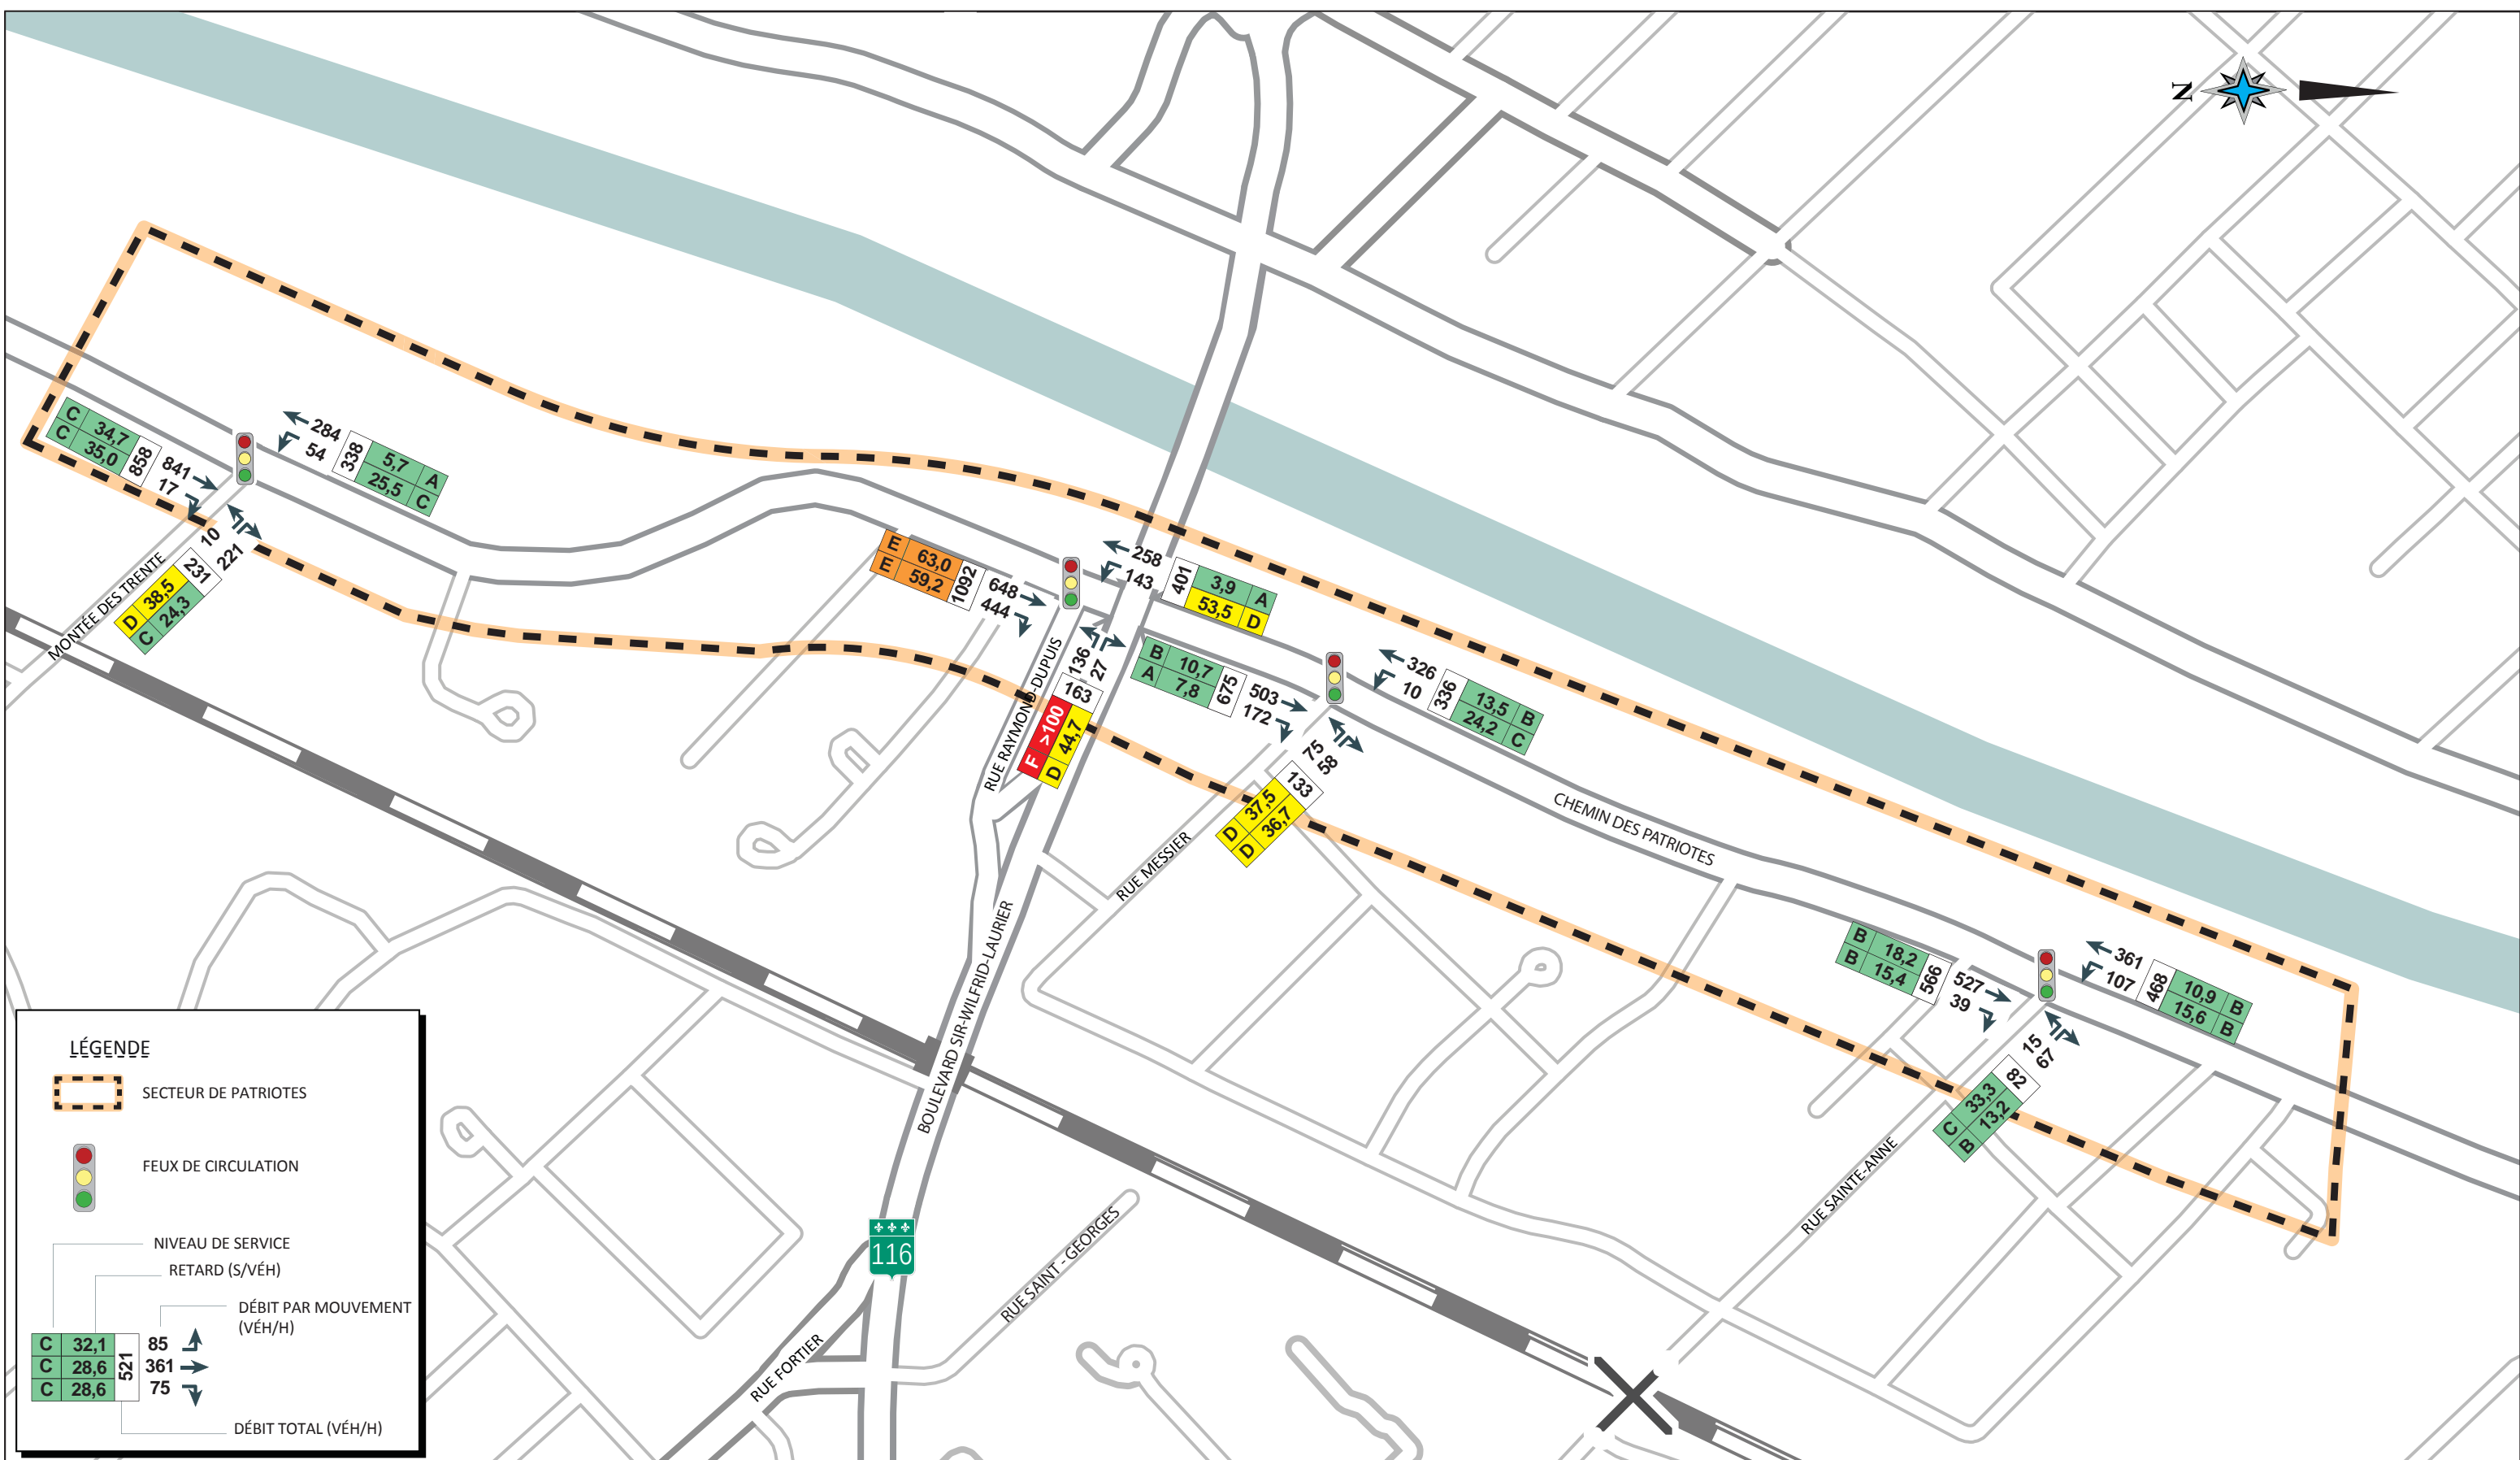 N
C 34,7
C 35,0
858
841
17
284
54
338
5,7 A
25,5 C
10
221
231
D 38,5
C 24,3
MONTÉE DES TRENTE
E 63,0
E 59,2
1092
648
444
258
143
401
3,9 A
53,5 D
136
27
163
F >100
D 44,7
RUE RAYMOND-DUPUIS
B 10,7
A 7,8
675
503
172
326
10
336
13,5 B
24,2 C
75
58
133
D 37,5
D 36,7
RUE MESSIER
CHEMIN DES PATRIOTES
BOULEVARD SIR-WILFRID-LAURIER
B 18,2
B 15,4
566
527
39
361
107
468
10,9 B
15,6 B
15
67
82
C 33,3
B 13,2
RUE SAINTE-ANNE
RUE SAINT - GEORGES
116
RUE FORTIER
LÉGENDE
SECTEUR DE PATRIOTES
FEUX DE CIRCULATION
NIVEAU DE SERVICE
RETARD (S/VÉH)
DÉBIT PAR MOUVEMENT
(VÉH/H)
C 32,1
C 28,6
C 28,6
521
85
361
75
DÉBIT TOTAL (VÉH/H)